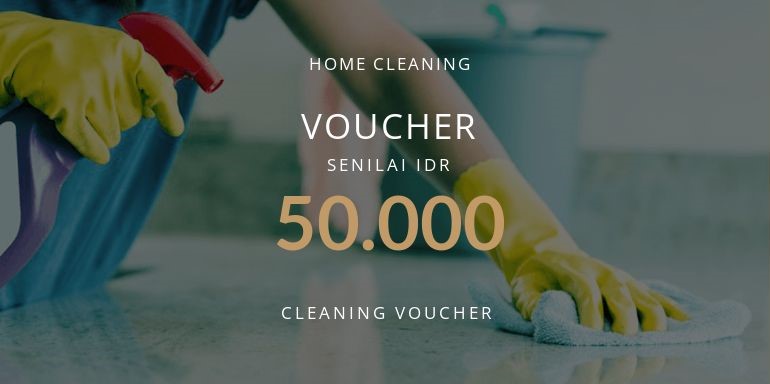 HOME CLEANING
VOUCHER
SENILAI IDR
50.000
CLEANING VOUCHER